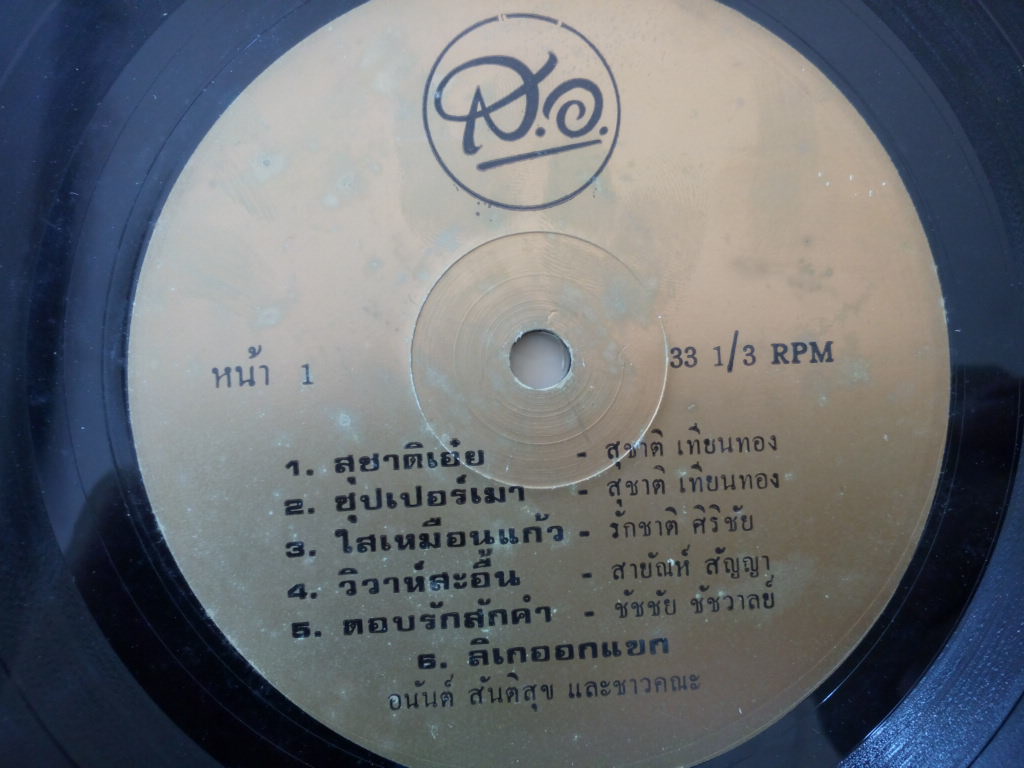 ส.อ.
หน้า 1
33 1/3 RPM
1. สุชาติเอ๋ย - สุชาติ เทียนทอง
2. ซุปเปอร์เมา - สุชาติ เทียนทอง
3. ใสเหมือนแก้ว - รักชาติ ศิริชัย
4. วิวาห์สะอื้น - สายัณห์ สัญญา
5. ตอบรักสักคำ - ชัชชัย ชัชวาลย์
6. ลิเกออกแขก
อนันต์ สันติสุข และชาวคณะ